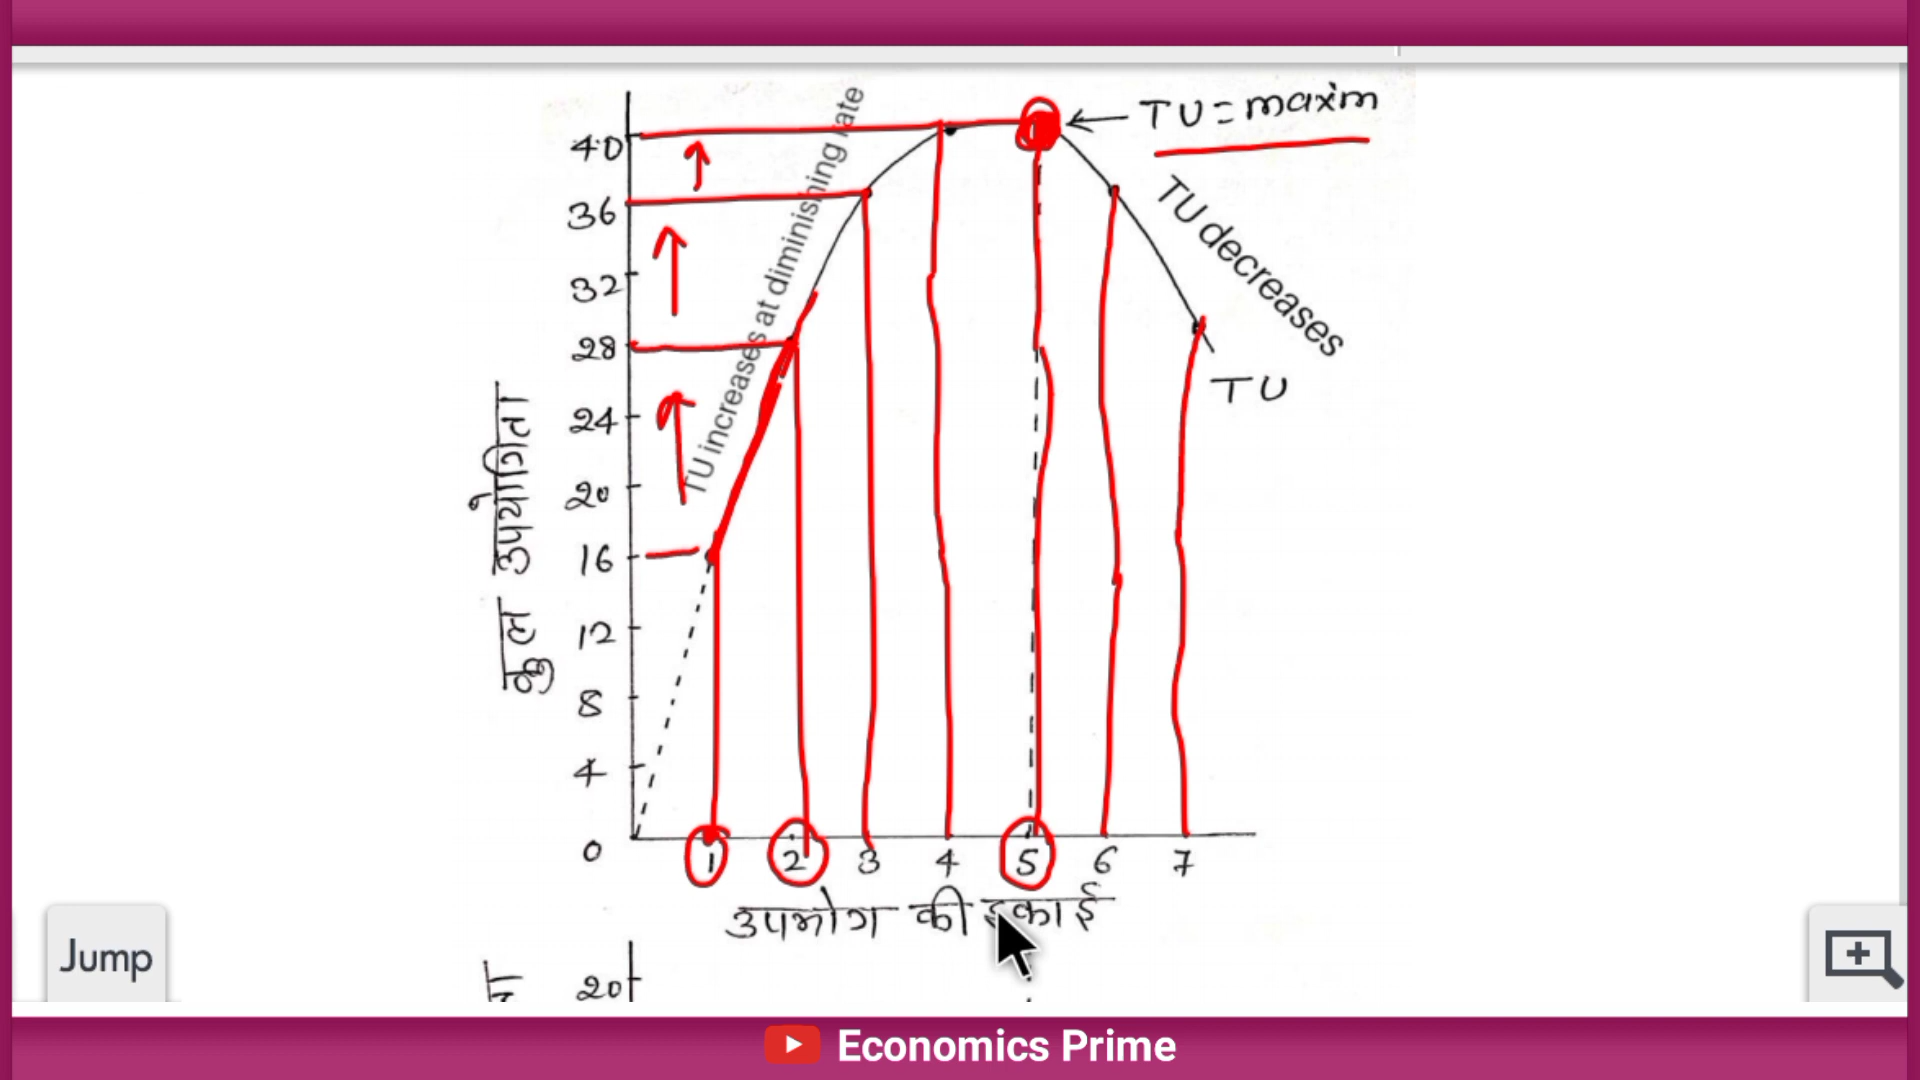 TU = maxim
40
36
32
28
24
20
16
12
8
4
0
TU increases at diminishing rate
TU decreases
TU
कुल उपयोगिता
1 2 3 4 5 6 7
उपभोग की इकाई
20
Jump
Economics Prime